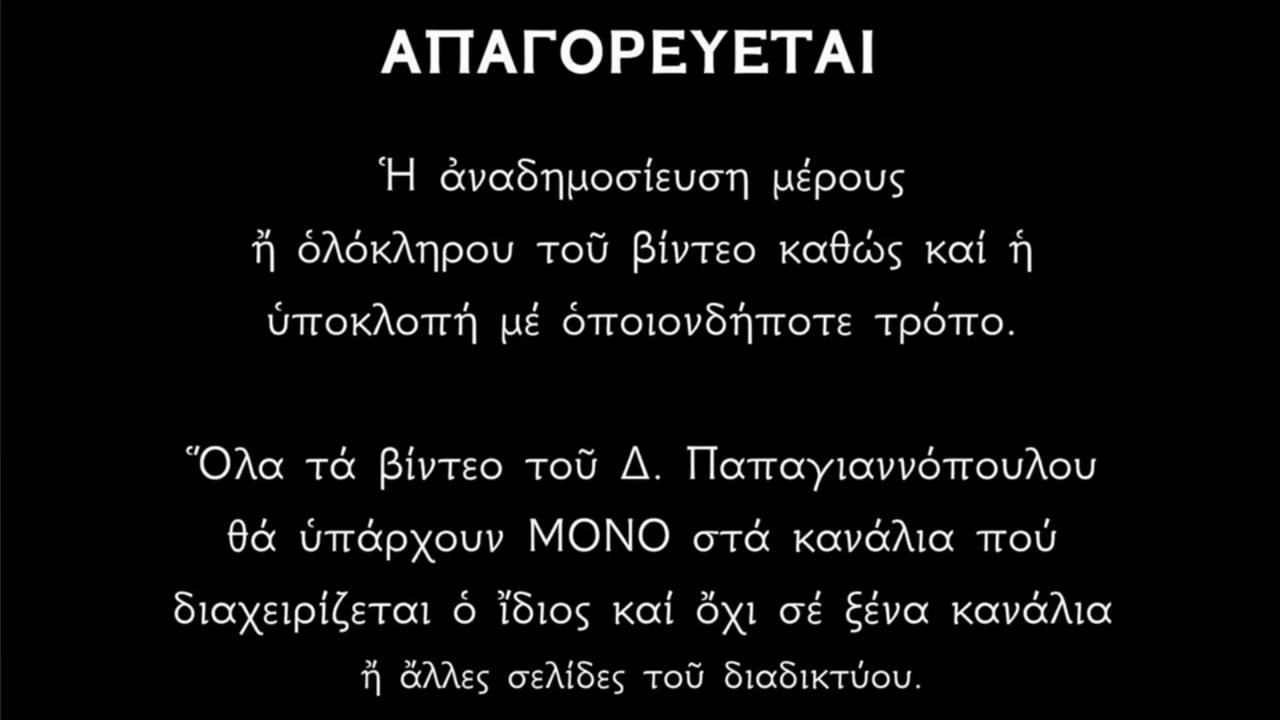 ΑΠΑΓΟΡΕΥΕΤΑΙ
Ἡ ἀναδημοσίευση μέρους
ἤ ὁλόκληρου τοῦ βίντεο καθώς καί ἡ
ὑποκλοπή μέ ὁποιονδήποτε τρόπο.
Ὅλα τά βίντεο τοῦ Δ. Παπαγιαννόπουλου
θά ὑπάρχουν ΜΟΝΟ στά κανάλια πού
διαχειρίζεται ὁ ἴδιος καί ὄχι σέ ξένα κανάλια
ἤ ἄλλες σελίδες τοῦ διαδικτύου.